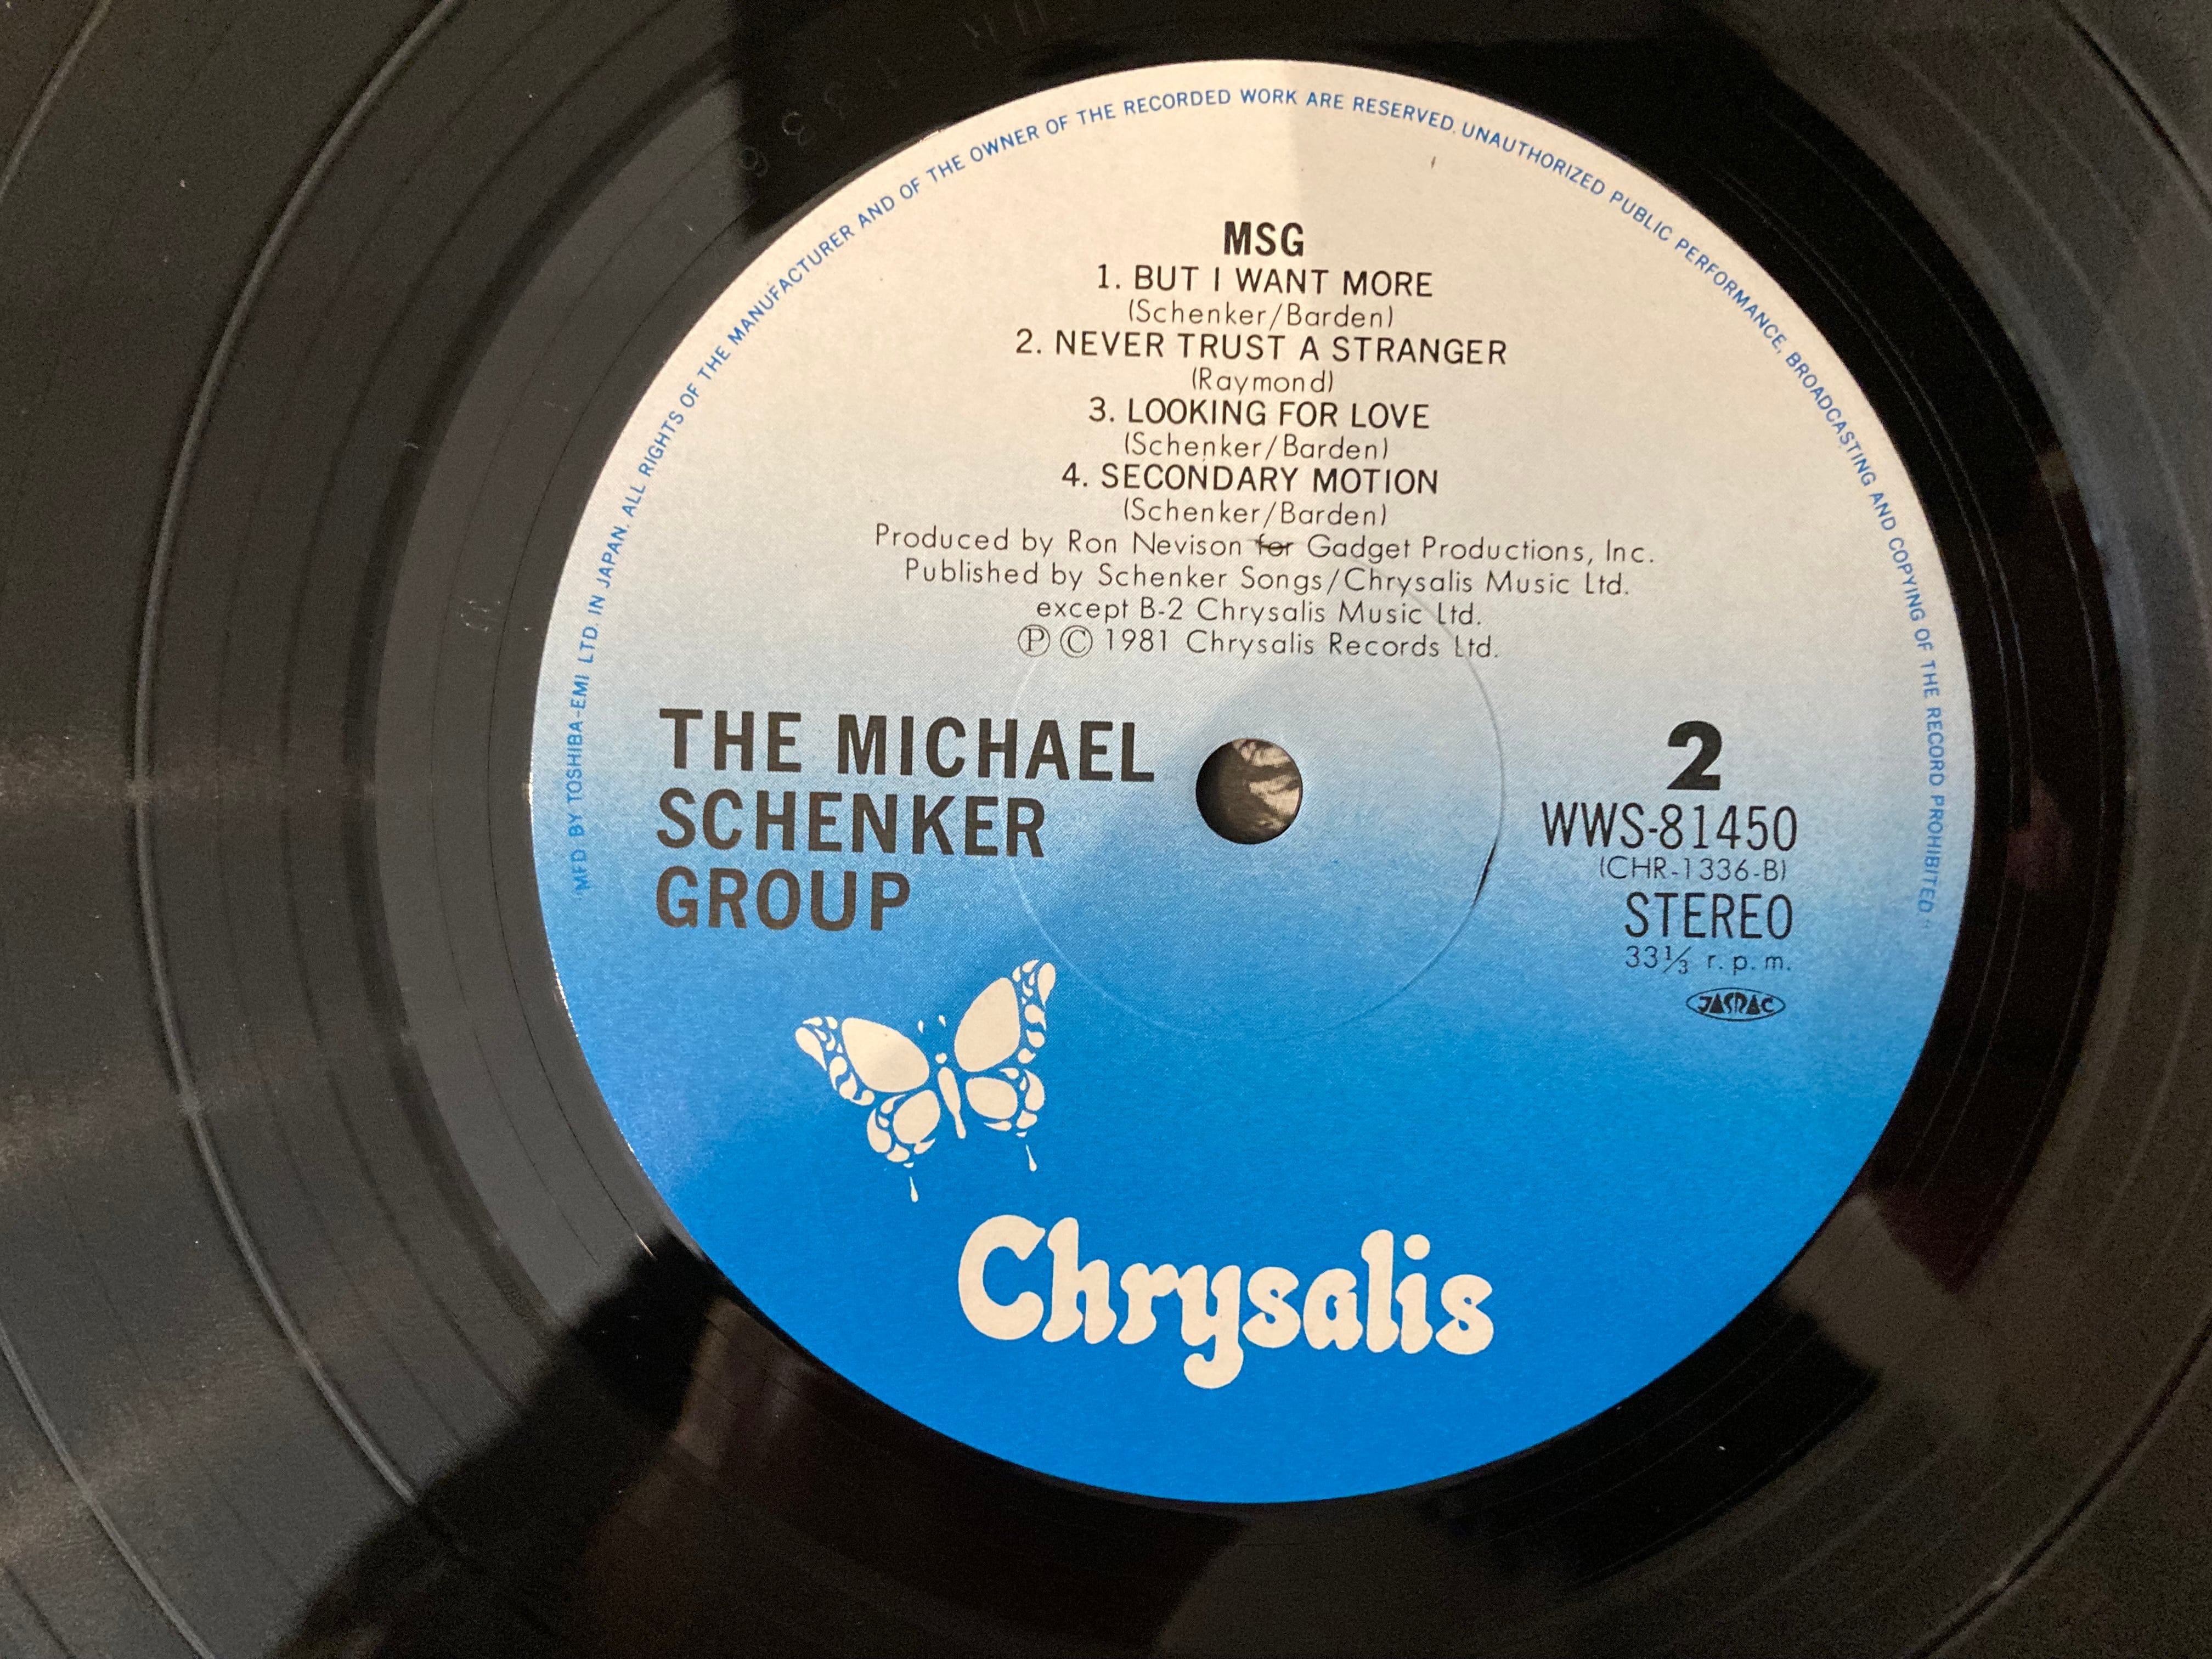 MFD BY TOSHIBA-EMI LTD. IN JAPAN. ALL RIGHTS OF THE MANUFACTURER AND OF THE OWNER OF THE RECORDED WORK ARE RESERVED. UNAUTHORIZED PUBLIC PERFORMANCE, BROADCASTING AND COPYING OF THE RECORD PROHIBITED.
MSG
1. BUT I WANT MORE
(Schenker/Barden)
2. NEVER TRUST A STRANGER
(Raymond)
3. LOOKING FOR LOVE
(Schenker/Barden)
4. SECONDARY MOTION
(Schenker/Barden)
Produced by Ron Nevison for Gadget Productions, Inc.
Published by Schenker Songs/Chrysalis Music Ltd.
except B-2 Chrysalis Music Ltd.
Ⓟ © 1981 Chrysalis Records Ltd.
THE MICHAEL
SCHENKER
GROUP
2
WWS-81450
(CHR-1336-B)
STEREO
33⅓ r.p.m.
JASRAC
Chrysalis